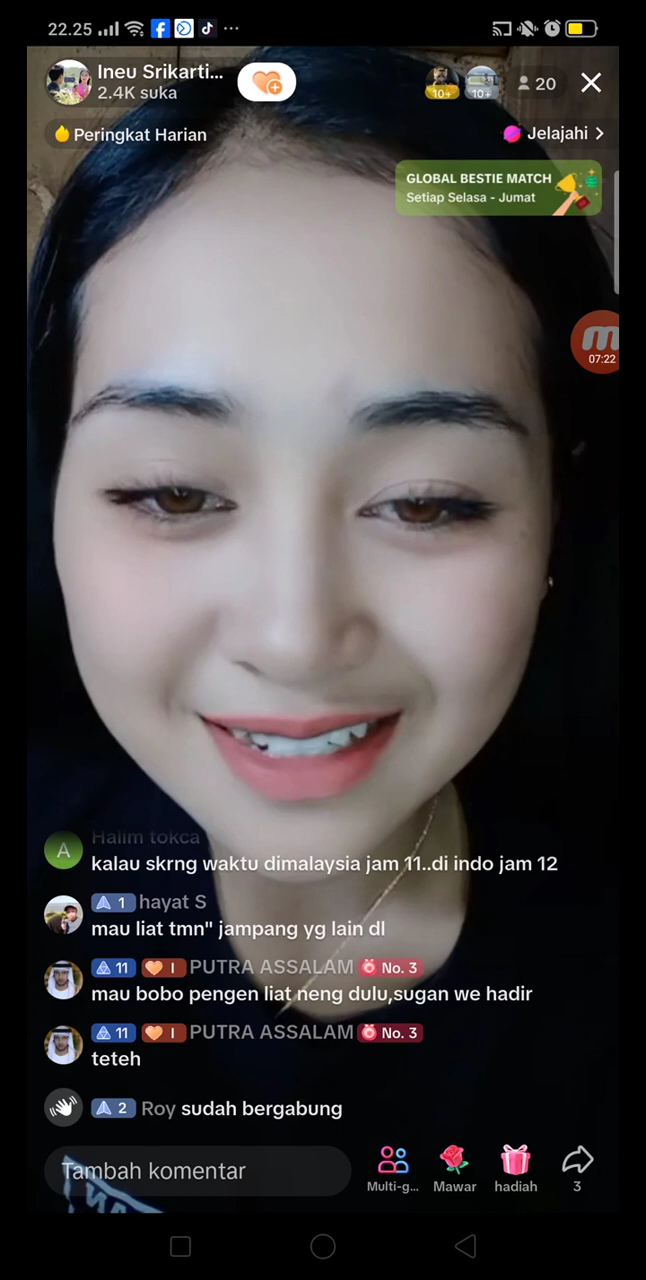 22.25
Ineu Srikarti...
2.4K suka
10+
10+
20
Peringkat Harian
Jelajahi
GLOBAL BESTIE MATCH
Setiap Selasa - Jumat
07:22
Halim tokca
A
kalau skrng waktu dimalaysia jam 11..di indo jam 12
1 hayat S
mau liat tmn" jampang yg lain dl
11 I PUTRA ASSALAM No. 3
mau bobo pengen liat neng dulu,sugan we hadir
11 I PUTRA ASSALAM No. 3
teteh
2 Roy sudah bergabung
Tambah komentar
Multi-g...
Mawar
hadiah
3